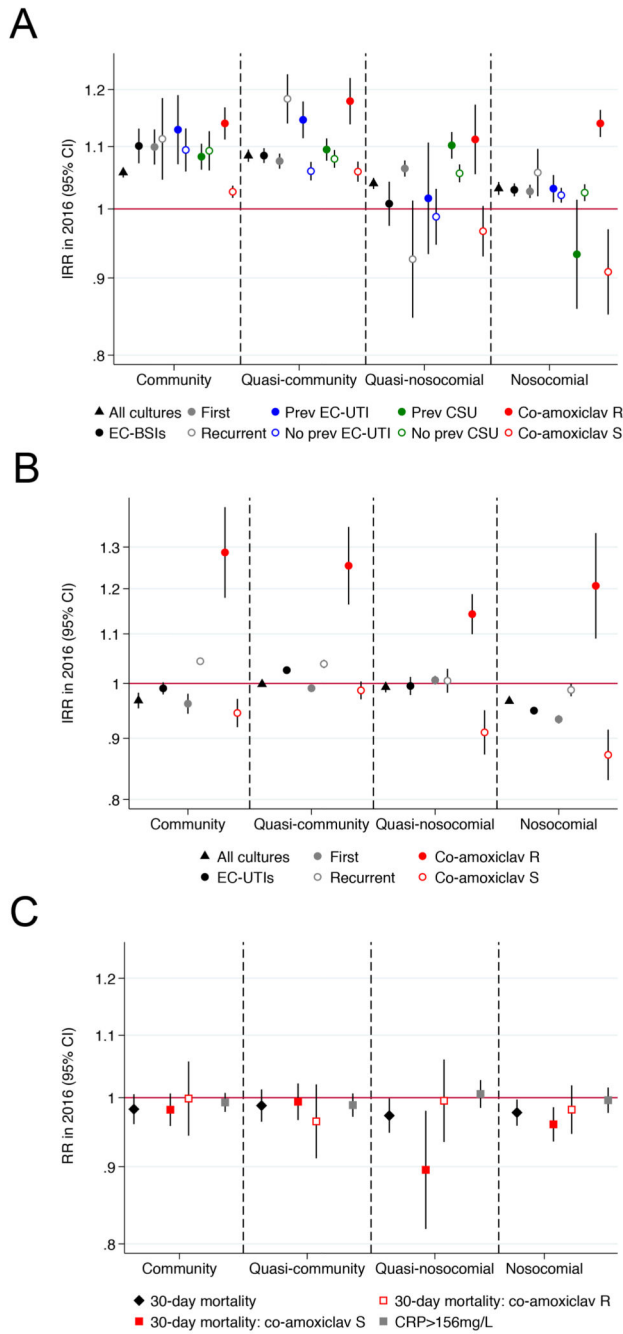 A
IRR in 2016 (95% CI)
1.2
1.1
1
.9
.8
Community Quasi-community Quasi-nosocomial Nosocomial
All cultures First Prev EC-UTI Prev CSU Co-amoxiclav R
EC-BSIs Recurrent No prev EC-UTI No prev CSU Co-amoxiclav S
B
IRR in 2016 (95% CI)
1.3
1.2
1.1
1
.9
.8
Community Quasi-community Quasi-nosocomial Nosocomial
All cultures First Co-amoxiclav R
EC-UTIs Recurrent Co-amoxiclav S
C
RR in 2016 (95% CI)
1.2
1.1
1
.9
.8
Community Quasi-community Quasi-nosocomial Nosocomial
30-day mortality 30-day mortality: co-amoxiclav R
30-day mortality: co-amoxiclav S CRP>156mg/L